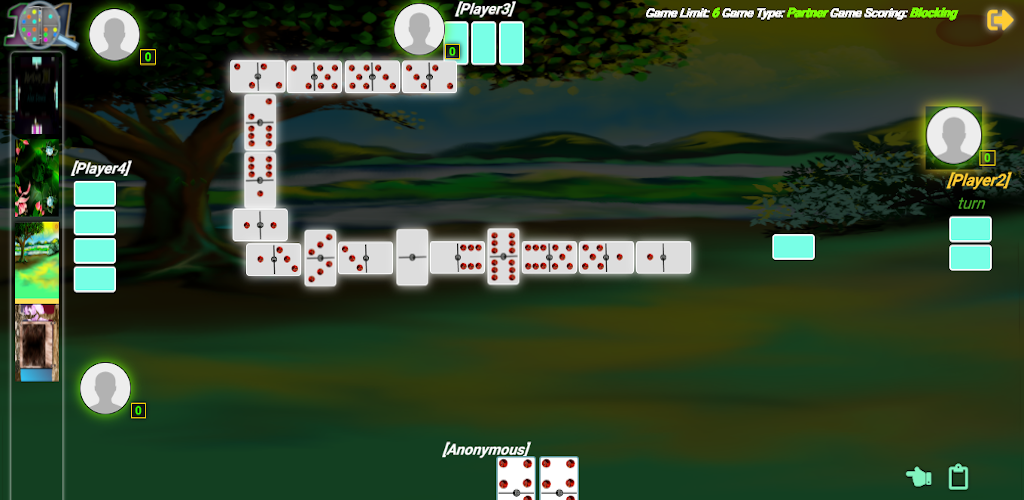 [Player3]
Game Limit: 6 Game Type: Partner Game Scoring: Blocking
0
0
0
[Player4]
[Player2]
turn
0
[Anonymous]